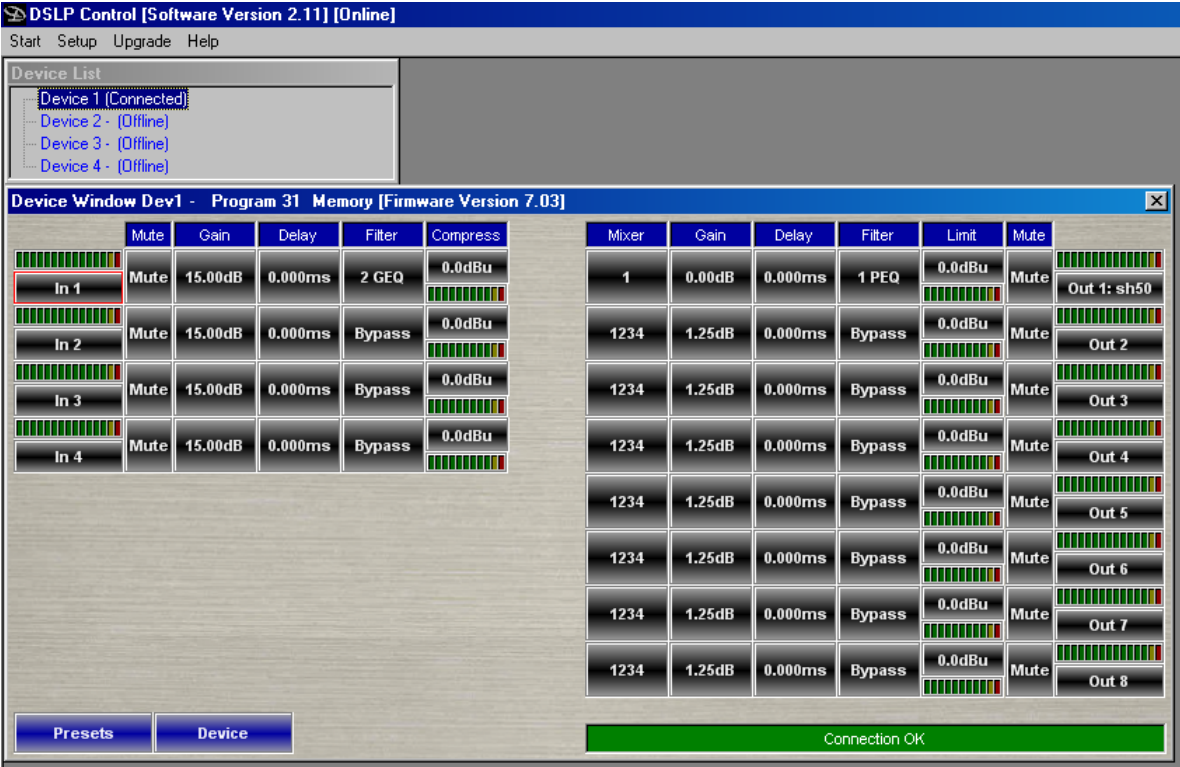 DSLP Control [Software Version 2.11] [Online]
Start Setup Upgrade Help
Device List
Device 1 (Connected)
Device 2 - (Offline)
Device 3 - (Offline)
Device 4 - (Offline)
Device Window Dev1 - Program 31 Memory [Firmware Version 7.03]
Mute Gain Delay Filter Compress Mixer Gain Delay Filter Limit Mute
In 1 Mute 15.00dB 0.000ms 2 GEQ 0.0dBu 1 0.00dB 0.000ms 1 PEQ 0.0dBu Mute Out 1: sh50
In 2 Mute 15.00dB 0.000ms Bypass 0.0dBu 1234 1.25dB 0.000ms Bypass 0.0dBu Mute Out 2
In 3 Mute 15.00dB 0.000ms Bypass 0.0dBu 1234 1.25dB 0.000ms Bypass 0.0dBu Mute Out 3
In 4 Mute 15.00dB 0.000ms Bypass 0.0dBu 1234 1.25dB 0.000ms Bypass 0.0dBu Mute Out 4
1234 1.25dB 0.000ms Bypass 0.0dBu Mute Out 5
1234 1.25dB 0.000ms Bypass 0.0dBu Mute Out 6
1234 1.25dB 0.000ms Bypass 0.0dBu Mute Out 7
1234 1.25dB 0.000ms Bypass 0.0dBu Mute Out 8
Presets Device Connection OK